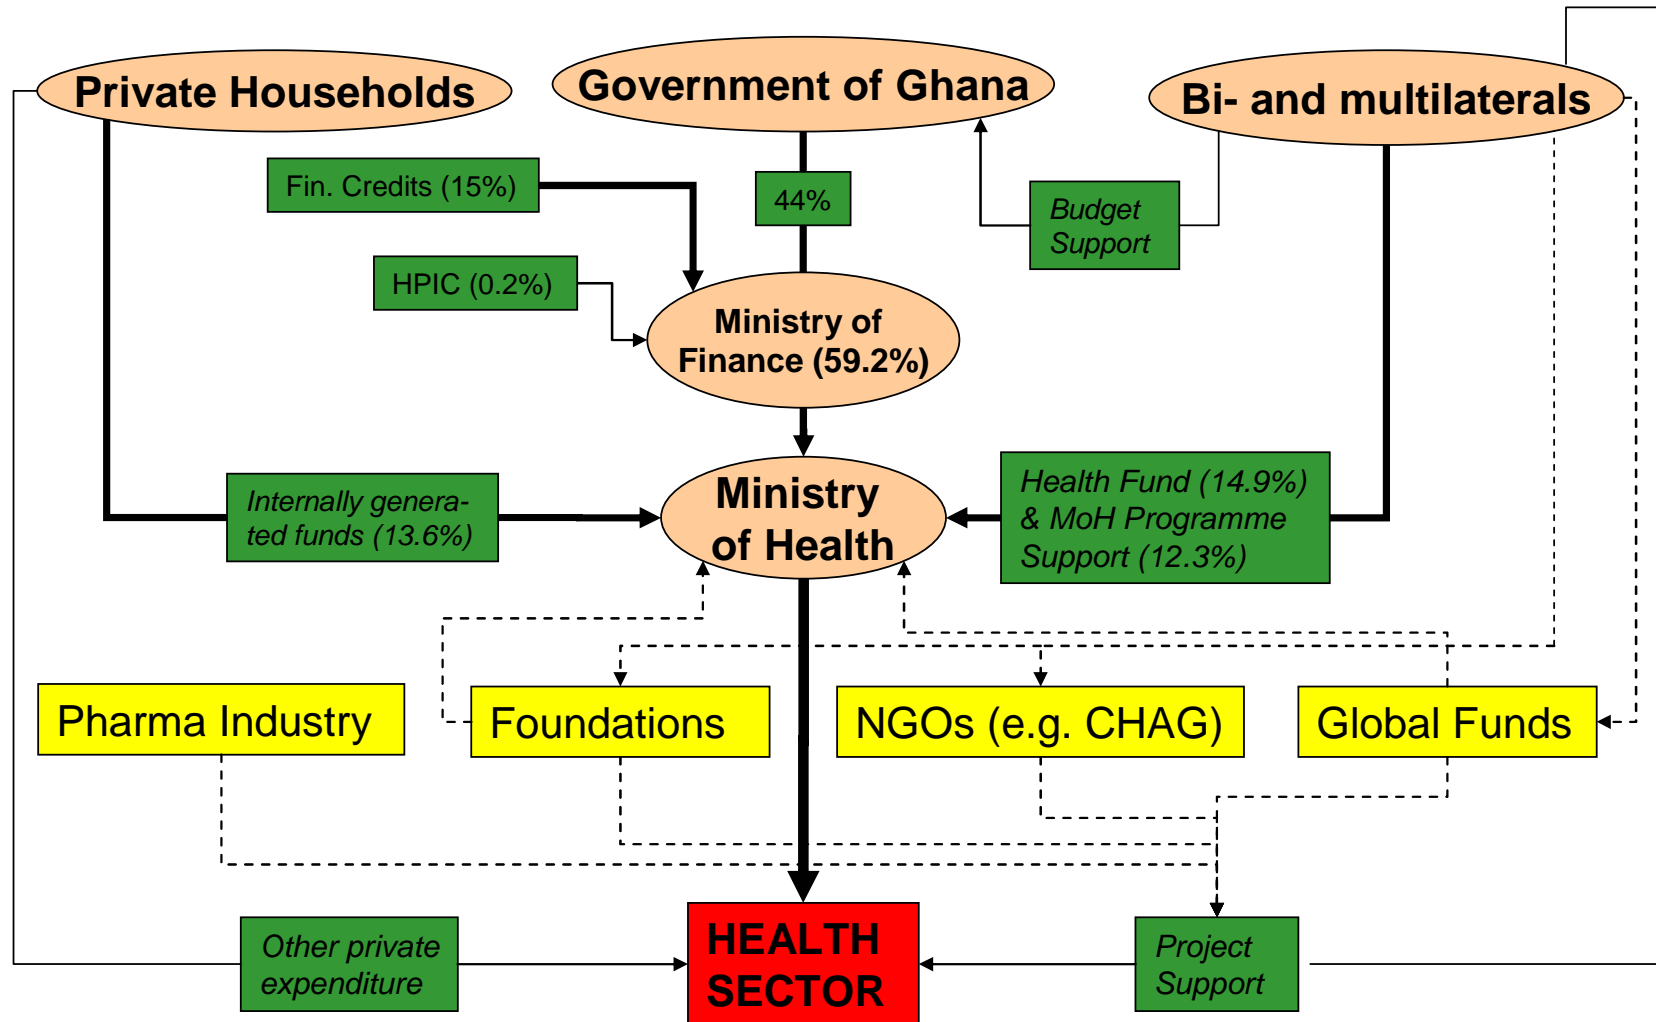 Private Households
Government of Ghana
Bi- and multilaterals
Fin. Credits (15%)
44%
Budget
Support
HPIC (0.2%)
Ministry of
Finance (59.2%)
Internally genera-
ted funds (13.6%)
Ministry
of Health
Health Fund (14.9%)
& MoH Programme
Support (12.3%)
Pharma Industry
Foundations
NGOs (e.g. CHAG)
Global Funds
Other private
expenditure
HEALTH
SECTOR
Project
Support